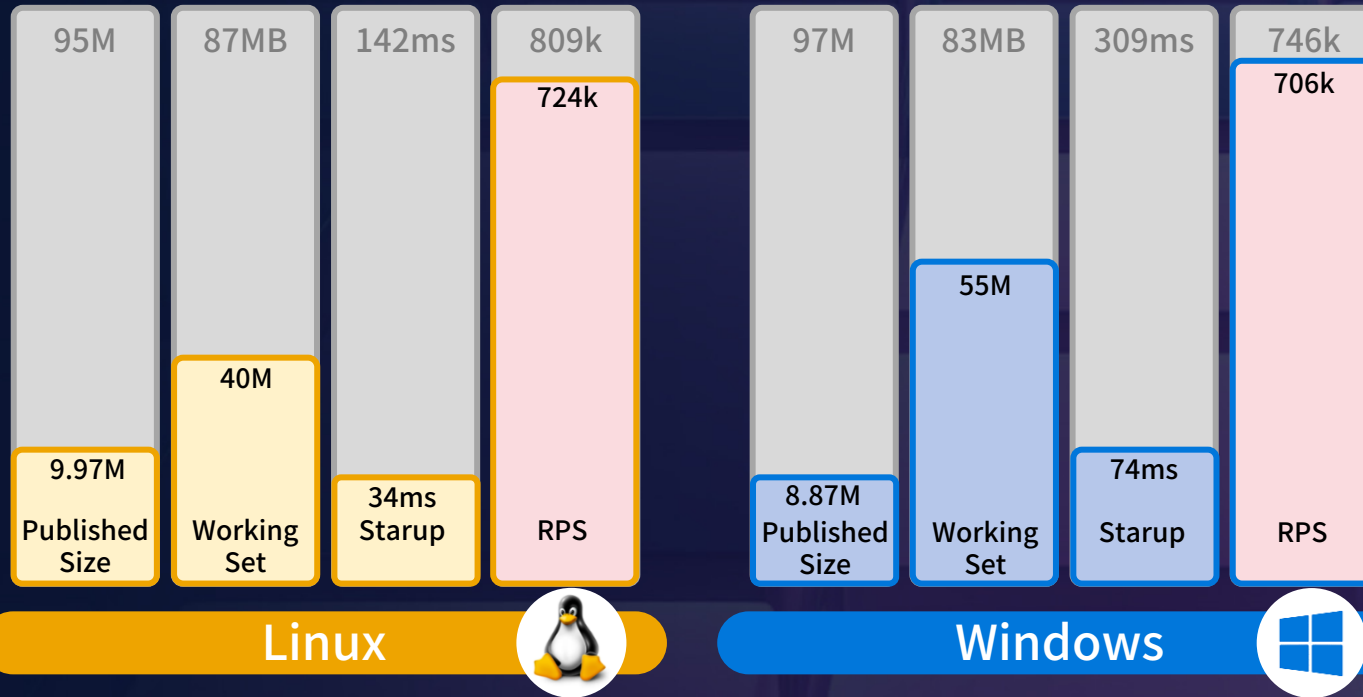 95M
87MB
142ms
809k
724k
40M
9.97M
34ms
Published
Size
Working
Set
Starup
RPS
Linux
97M
83MB
309ms
746k
706k
55M
74ms
8.87M
Published
Size
Working
Set
Starup
RPS
Windows